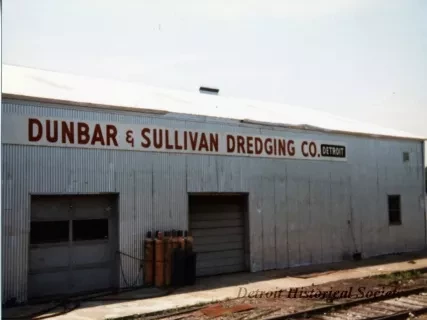 DUNBAR & SULLIVAN DREDGING CO. DETROIT
Detroit Historical Society